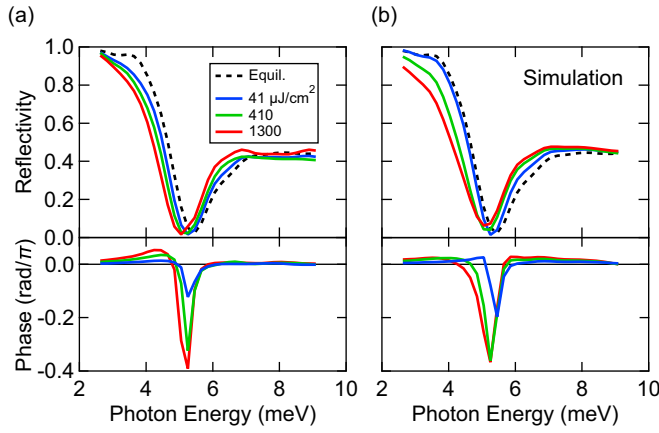 (a)
(b)
1.0
0.8
0.6
0.4
0.2
0.0
Reflectivity
Equil.
41 μJ/cm²
410
1300
Simulation
0.0
-0.2
-0.4
Phase (rad/π)
2
4
6
8
10
Photon Energy (meV)
2
4
6
8
10
Photon Energy (meV)